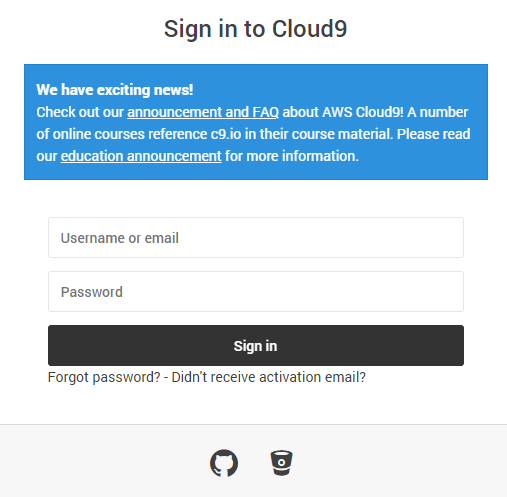 Sign in to Cloud9
We have exciting news!
Check out our announcement and FAQ about AWS Cloud9! A number
of online courses reference c9.io in their course material. Please read
our education announcement for more information.
Username or email
Password
Sign in
Forgot password? - Didn't receive activation email?